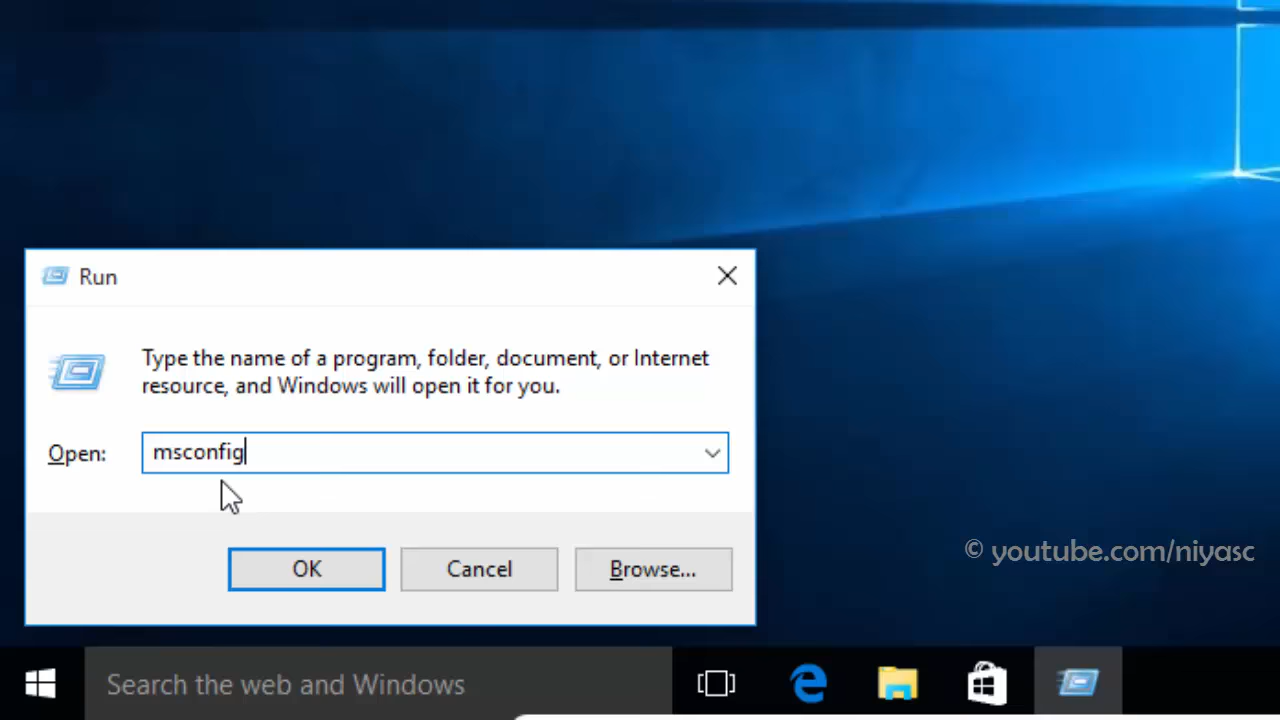 Run
Type the name of a program, folder, document, or Internet
resource, and Windows will open it for you.
Open:
msconfig
OK
Cancel
Browse...
© youtube.com/niyasc
Search the web and Windows